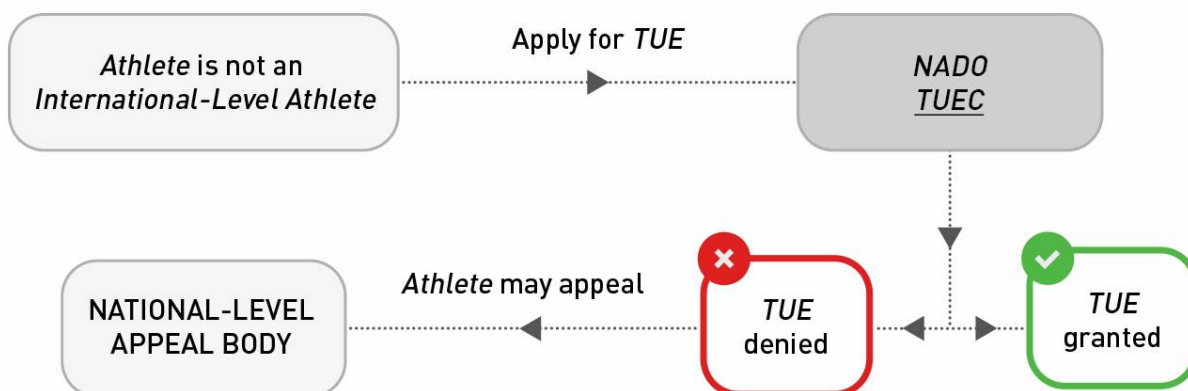 Athlete is not an
International-Level Athlete
Apply for TUE
NADO
TUEC
NATIONAL-LEVEL
APPEAL BODY
Athlete may appeal
TUE
denied
TUE
granted